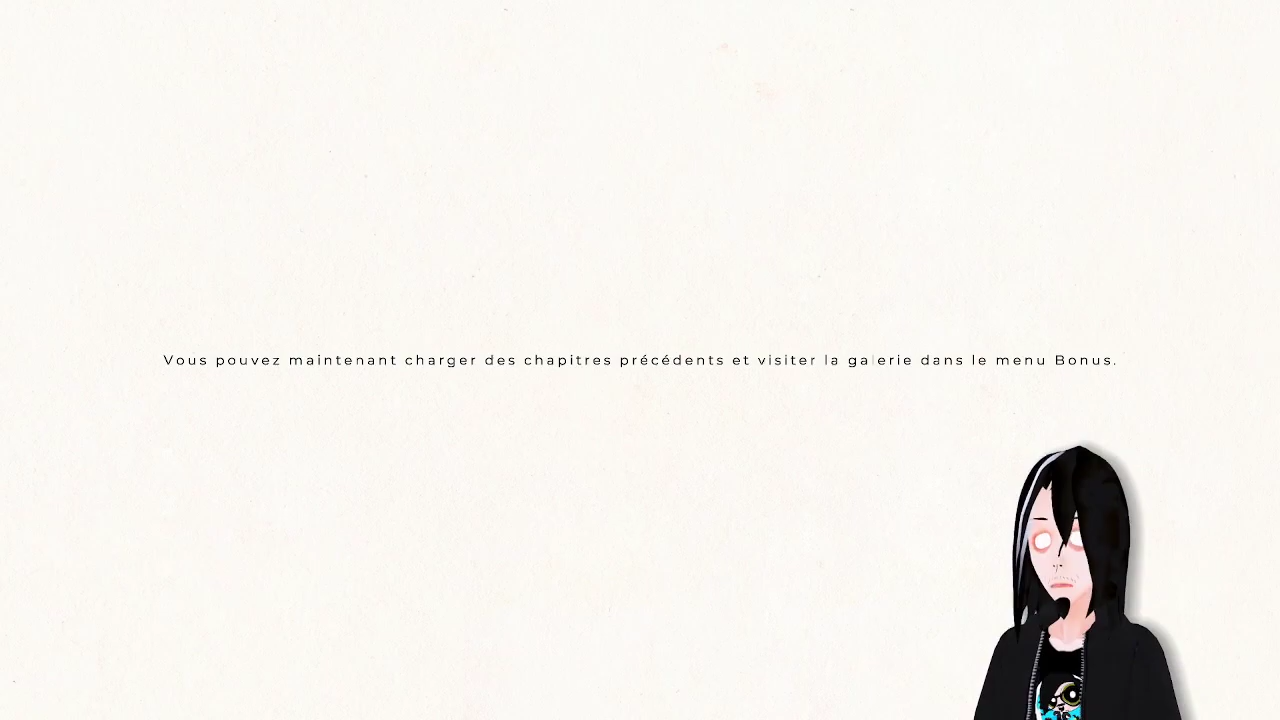 Vous pouvez maintenant charger des chapitres précédents et visiter la galerie dans le menu Bonus.